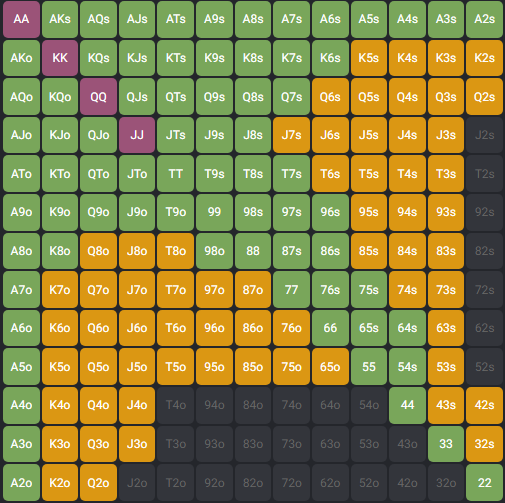 AA AKs AQs AJs ATs A9s A8s A7s A6s A5s A4s A3s A2s
AKo KK KQs KJs KTs K9s K8s K7s K6s K5s K4s K3s K2s
AQo KQo QQ QJs QTs Q9s Q8s Q7s Q6s Q5s Q4s Q3s Q2s
AJo KJo QJo JJ JTs J9s J8s J7s J6s J5s J4s J3s J2s
ATo KTo QTo JTo TT T9s T8s T7s T6s T5s T4s T3s T2s
A9o K9o Q9o J9o T9o 99 98s 97s 96s 95s 94s 93s 92s
A8o K8o Q8o J8o T8o 98o 88 87s 86s 85s 84s 83s 82s
A7o K7o Q7o J7o T7o 97o 87o 77 76s 75s 74s 73s 72s
A6o K6o Q6o J6o T6o 96o 86o 76o 66 65s 64s 63s 62s
A5o K5o Q5o J5o T5o 95o 85o 75o 65o 55 54s 53s 52s
A4o K4o Q4o J4o T4o 94o 84o 74o 64o 54o 44 43s 42s
A3o K3o Q3o J3o T3o 93o 83o 73o 63o 53o 43o 33 32s
A2o K2o Q2o J2o T2o 92o 82o 72o 62o 52o 42o 32o 22